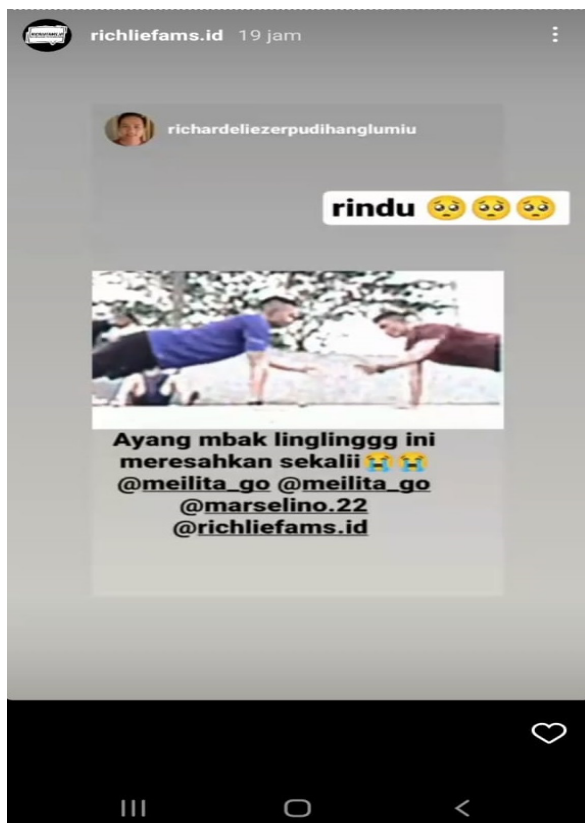 richliefams.id 19 jam
richardeliezerpudihanglumiu
rindu 🥺🥺🥺
Ayang mbak linglinggg ini
meresahkan sekalii😭😭
@meilita_go @meilita_go
@marselino.22
@richliefams.id